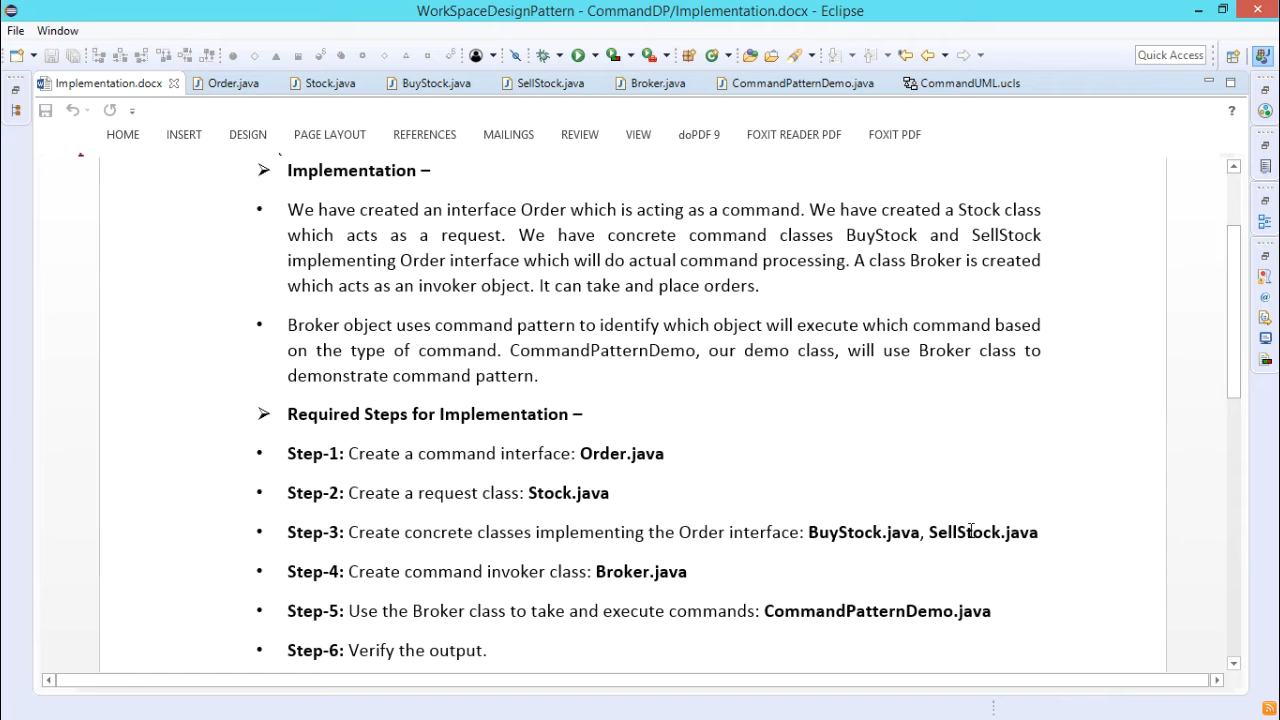 WorkSpaceDesignPattern - CommandDP/Implementation.docx - Eclipse
File Window
Quick Access
Implementation.docx Order.java Stock.java BuyStock.java SellStock.java Broker.java CommandPatternDemo.java CommandUML.ucls
?
HOME INSERT DESIGN PAGE LAYOUT REFERENCES MAILINGS REVIEW VIEW doPDF 9 FOXIT READER PDF FOXIT PDF
➢ Implementation –
• We have created an interface Order which is acting as a command. We have created a Stock class
which acts as a request. We have concrete command classes BuyStock and SellStock
implementing Order interface which will do actual command processing. A class Broker is created
which acts as an invoker object. It can take and place orders.
• Broker object uses command pattern to identify which object will execute which command based
on the type of command. CommandPatternDemo, our demo class, will use Broker class to
demonstrate command pattern.
➢ Required Steps for Implementation –
• Step-1: Create a command interface: Order.java
• Step-2: Create a request class: Stock.java
• Step-3: Create concrete classes implementing the Order interface: BuyStock.java, SellStock.java
• Step-4: Create command invoker class: Broker.java
• Step-5: Use the Broker class to take and execute commands: CommandPatternDemo.java
• Step-6: Verify the output.